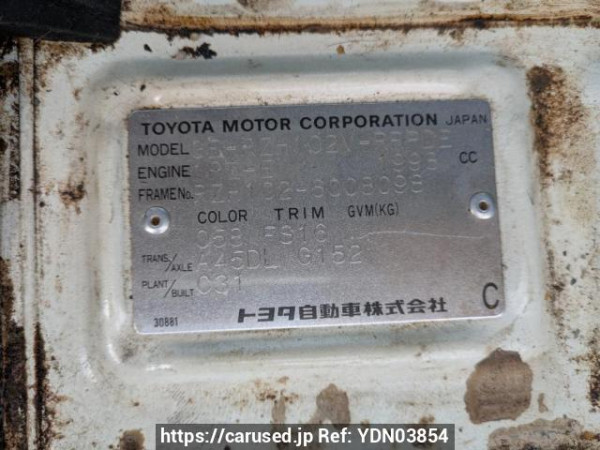 TOYOTA MOTOR CORPORATION JAPAN
MODEL
ENGINE 1998 CC
FRAME No. RZH102-
COLOR TRIM GVM(KG)
058 FS16
TRANS/AXLE A45DL G152
PLANT/BUILT C31
30881 トヨタ自動車株式会社 C
https://carused.jp Ref: YDN03854